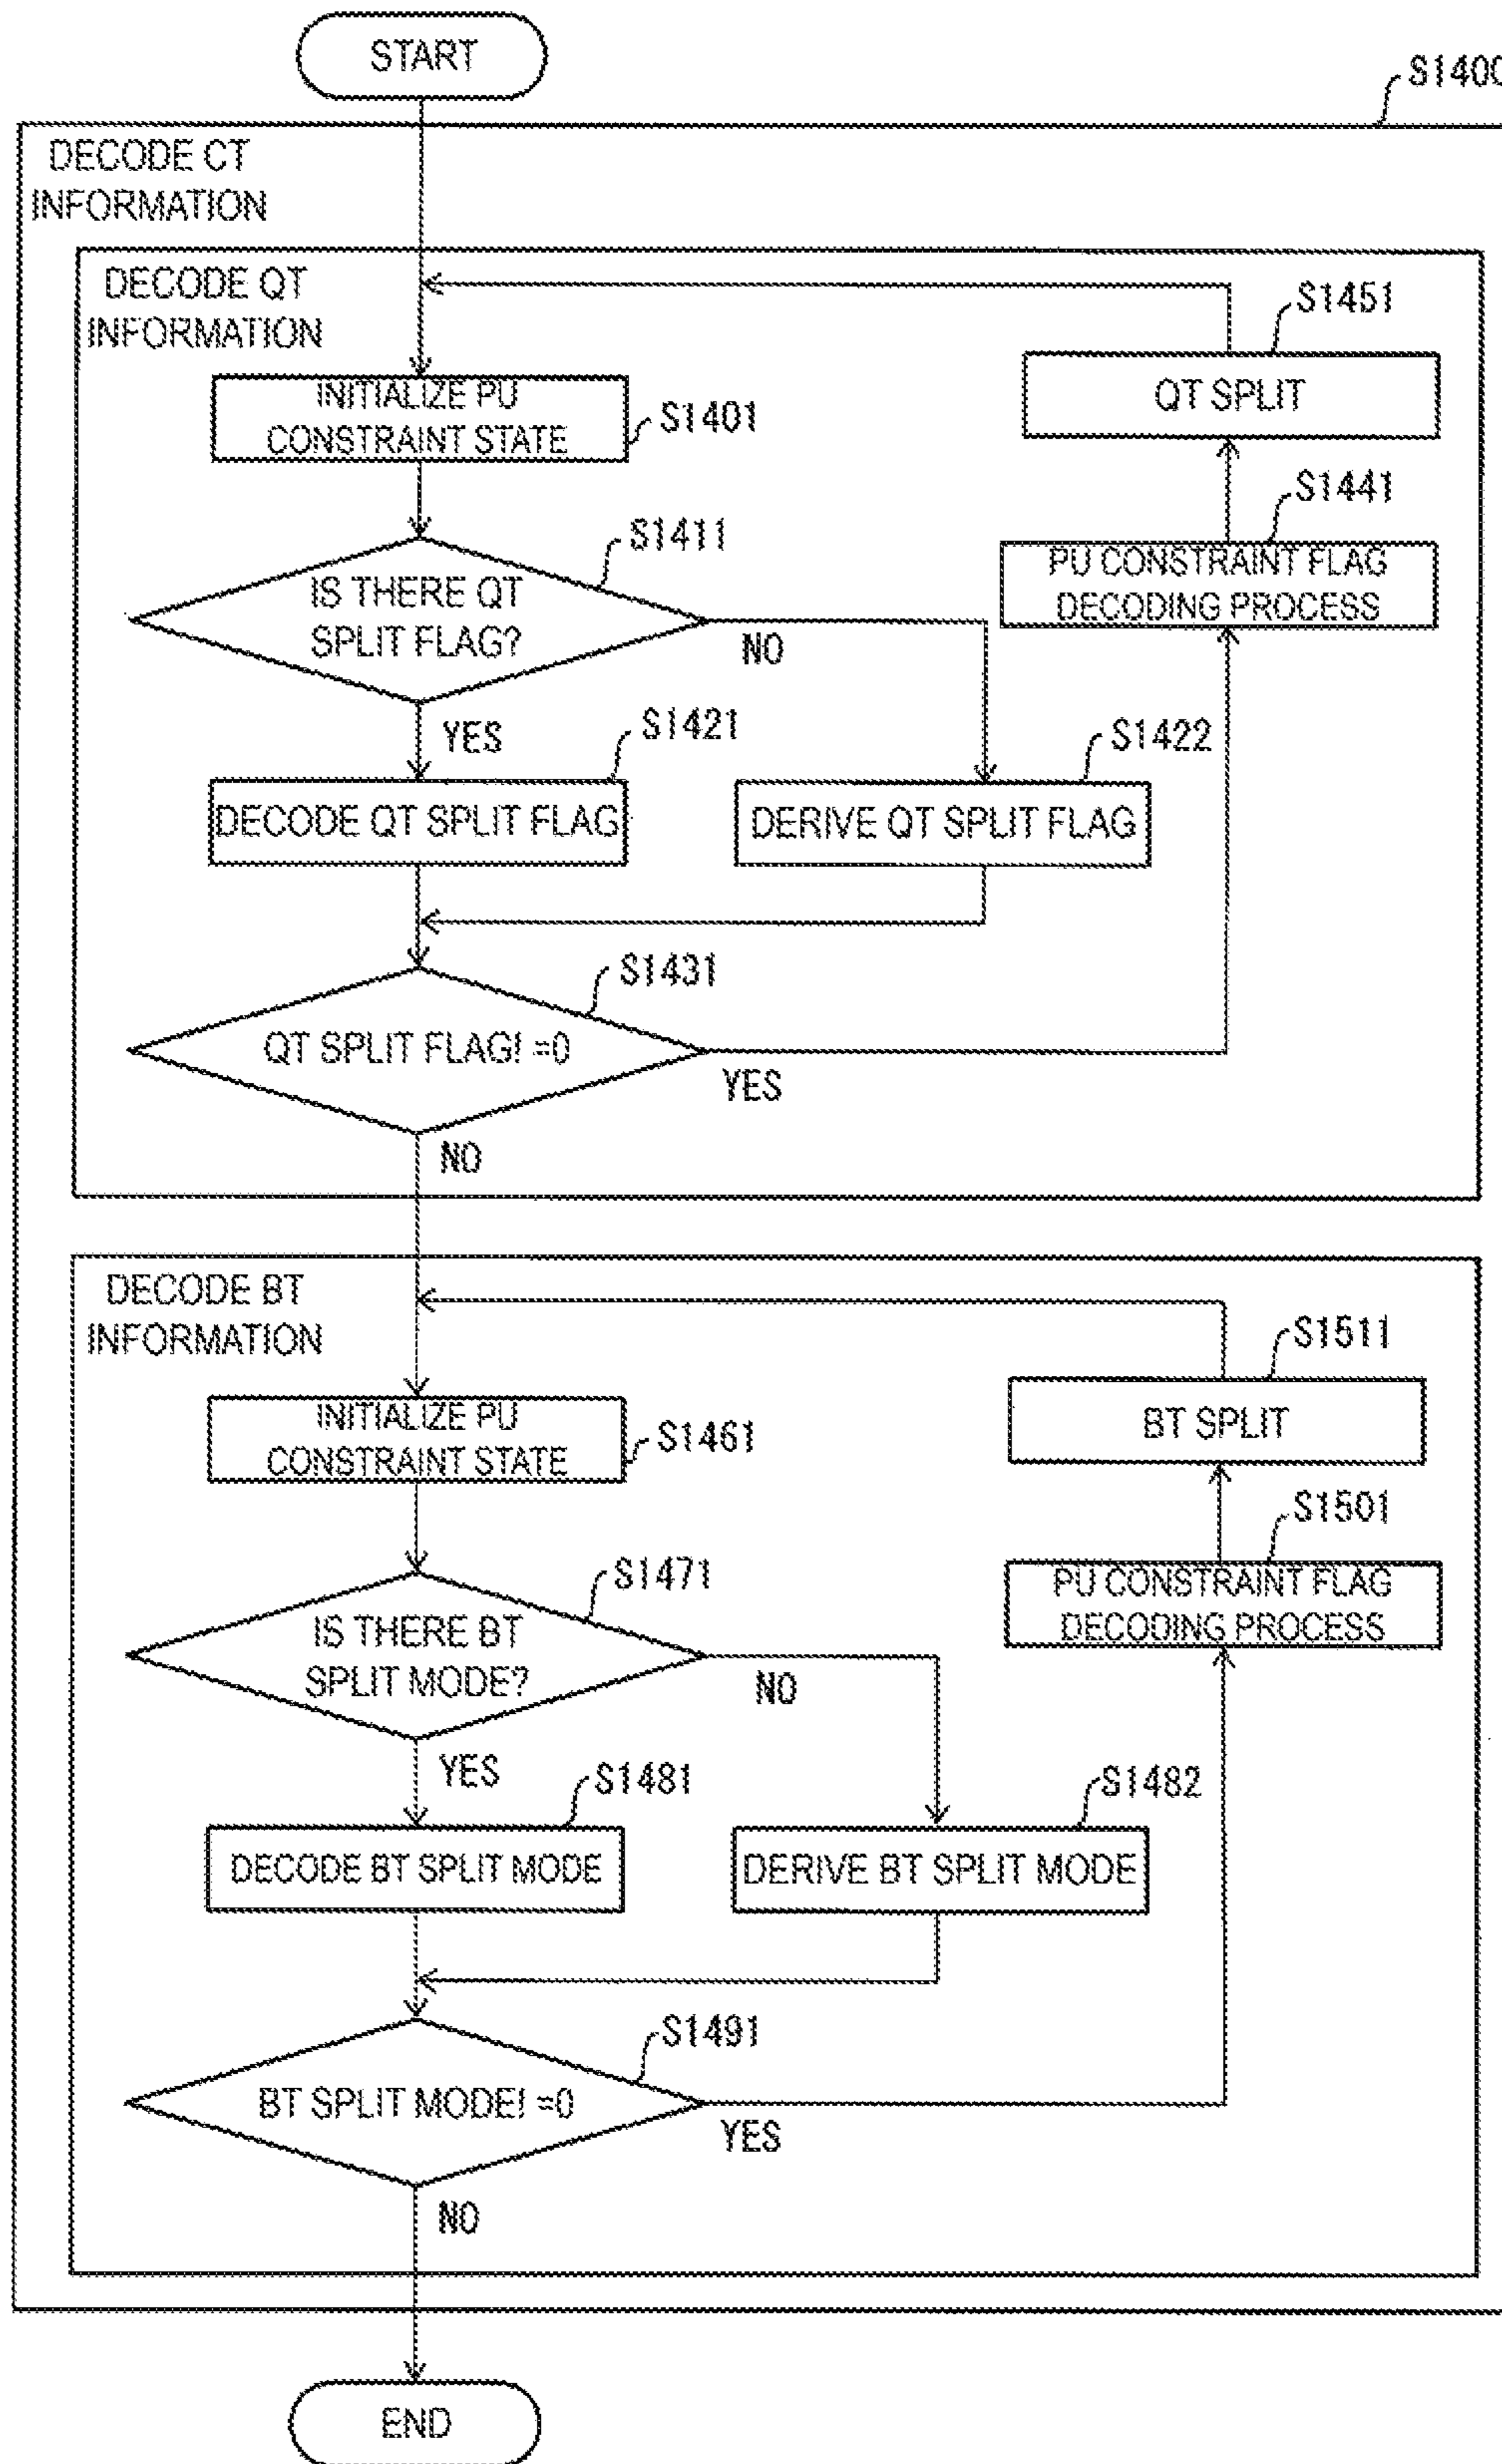 START
S1400
DECODE CT
INFORMATION
DECODE QT
INFORMATION
S1451
QT SPLIT
INITIALIZE PU
CONSTRAINT STATE
S1401
S1441
PU CONSTRAINT FLAG
DECODING PROCESS
S1411
IS THERE QT
SPLIT FLAG?
NO
YES
S1421
S1422
DECODE QT SPLIT FLAG
DERIVE QT SPLIT FLAG
S1431
QT SPLIT FLAG! =0
YES
NO
DECODE BT
INFORMATION
S1511
BT SPLIT
INITIALIZE PU
CONSTRAINT STATE
S1461
S1501
PU CONSTRAINT FLAG
DECODING PROCESS
S1471
IS THERE BT
SPLIT MODE?
NO
YES
S1481
S1482
DECODE BT SPLIT MODE
DERIVE BT SPLIT MODE
S1491
BT SPLIT MODE! =0
YES
NO
END